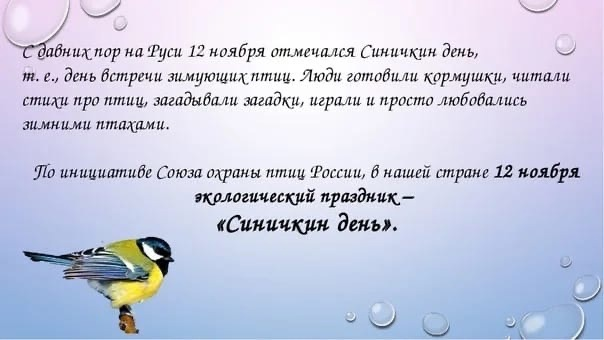 С давних пор на Руси 12 ноября отмечался Синичкин день,
т. е., день встречи зимующих птиц. Люди готовили кормушки, читали
стихи про птиц, загадывали загадки, играли и просто любовались
зимними птахами.
По инициативе Союза охраны птиц России, в нашей стране 12 ноября
экологический праздник –
«Синичкин день».